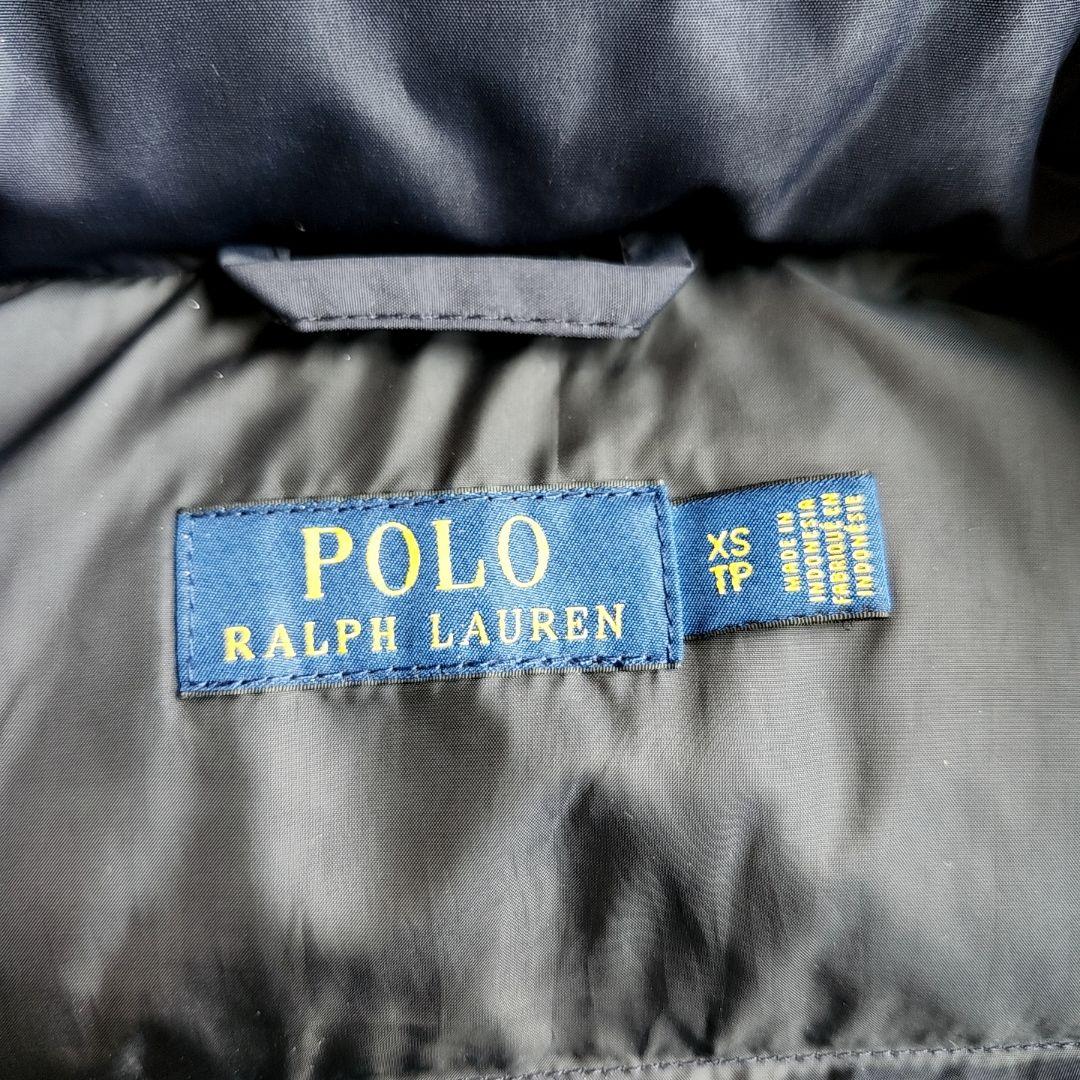 POLO
RALPH LAUREN
XS
TP
MADE IN
INDONESIA
FABRIQUÉ EN
INDONÉSIE